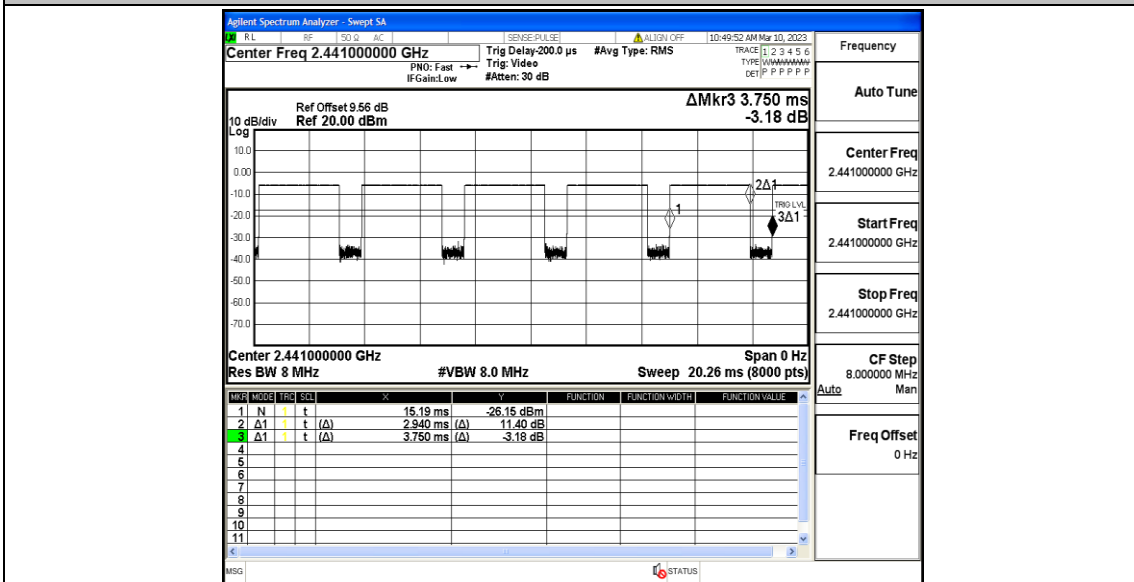 Agilent Spectrum Analyzer - Swept SA
LXI RL RF 50 Ω AC SENSE:PULSE ALIGN OFF 10:49:52 AM Mar 10, 2023
Center Freq 2.441000000 GHz
PNO: Fast
IFGain:Low
Trig Delay-200.0 µs
Trig: Video
#Atten: 30 dB
#Avg Type: RMS
TRACE 1 2 3 4 5 6
TYPE
DET P P P P P P
Ref Offset 9.56 dB
10 dB/div Ref 20.00 dBm
Log
ΔMkr3 3.750 ms
-3.18 dB
10.0
0.00
-10.0
-20.0
-30.0
-40.0
-50.0
-60.0
-70.0
2Δ1
TRIG LVL
1
3Δ1
Center 2.441000000 GHz Span 0 Hz
Res BW 8 MHz #VBW 8.0 MHz Sweep 20.26 ms (8000 pts)
MKR MODE TRC SCL X Y FUNCTION FUNCTION WIDTH FUNCTION VALUE
1 N 1 t 15.19 ms -26.15 dBm
2 Δ1 1 t (Δ) 2.940 ms (Δ) 11.40 dB
3 Δ1 1 t (Δ) 3.750 ms (Δ) -3.18 dB
4
5
6
7
8
9
10
11
MSG STATUS
Frequency
Auto Tune
Center Freq
2.441000000 GHz
Start Freq
2.441000000 GHz
Stop Freq
2.441000000 GHz
CF Step
8.000000 MHz
Auto Man
Freq Offset
0 Hz